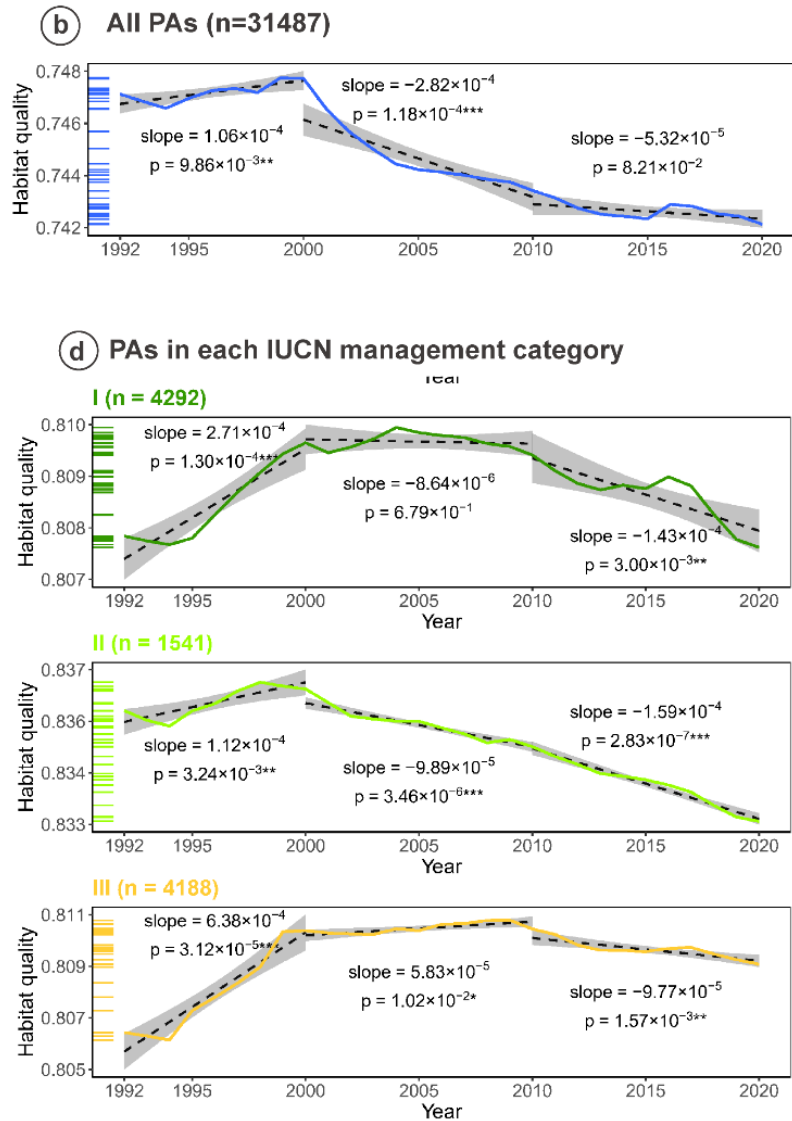 b All PAs (n=31487)
Habitat quality
0.748
0.746
0.744
0.742
slope = 1.06×10⁻⁴
p = 9.86×10⁻³**
slope = −2.82×10⁻⁴
p = 1.18×10⁻⁴***
slope = −5.32×10⁻⁵
p = 8.21×10⁻²
1992 1995 2000 2005 2010 2015 2020
d PAs in each IUCN management category
Year
I (n = 4292)
Habitat quality
0.810
0.809
0.808
0.807
slope = 2.71×10⁻⁴
p = 1.30×10⁻⁴***
slope = −8.64×10⁻⁶
p = 6.79×10⁻¹
slope = −1.43×10⁻⁴
p = 3.00×10⁻³**
1992 1995 2000 2005 2010 2015 2020
Year
II (n = 1541)
Habitat quality
0.837
0.836
0.834
0.833
slope = 1.12×10⁻⁴
p = 3.24×10⁻³**
slope = −9.89×10⁻⁵
p = 3.46×10⁻⁶***
slope = −1.59×10⁻⁴
p = 2.83×10⁻⁷***
1992 1995 2000 2005 2010 2015 2020
Year
III (n = 4188)
Habitat quality
0.811
0.809
0.807
0.805
slope = 6.38×10⁻⁴
p = 3.12×10⁻⁵***
slope = 5.83×10⁻⁵
p = 1.02×10⁻²*
slope = −9.77×10⁻⁵
p = 1.57×10⁻³**
1992 1995 2000 2005 2010 2015 2020
Year